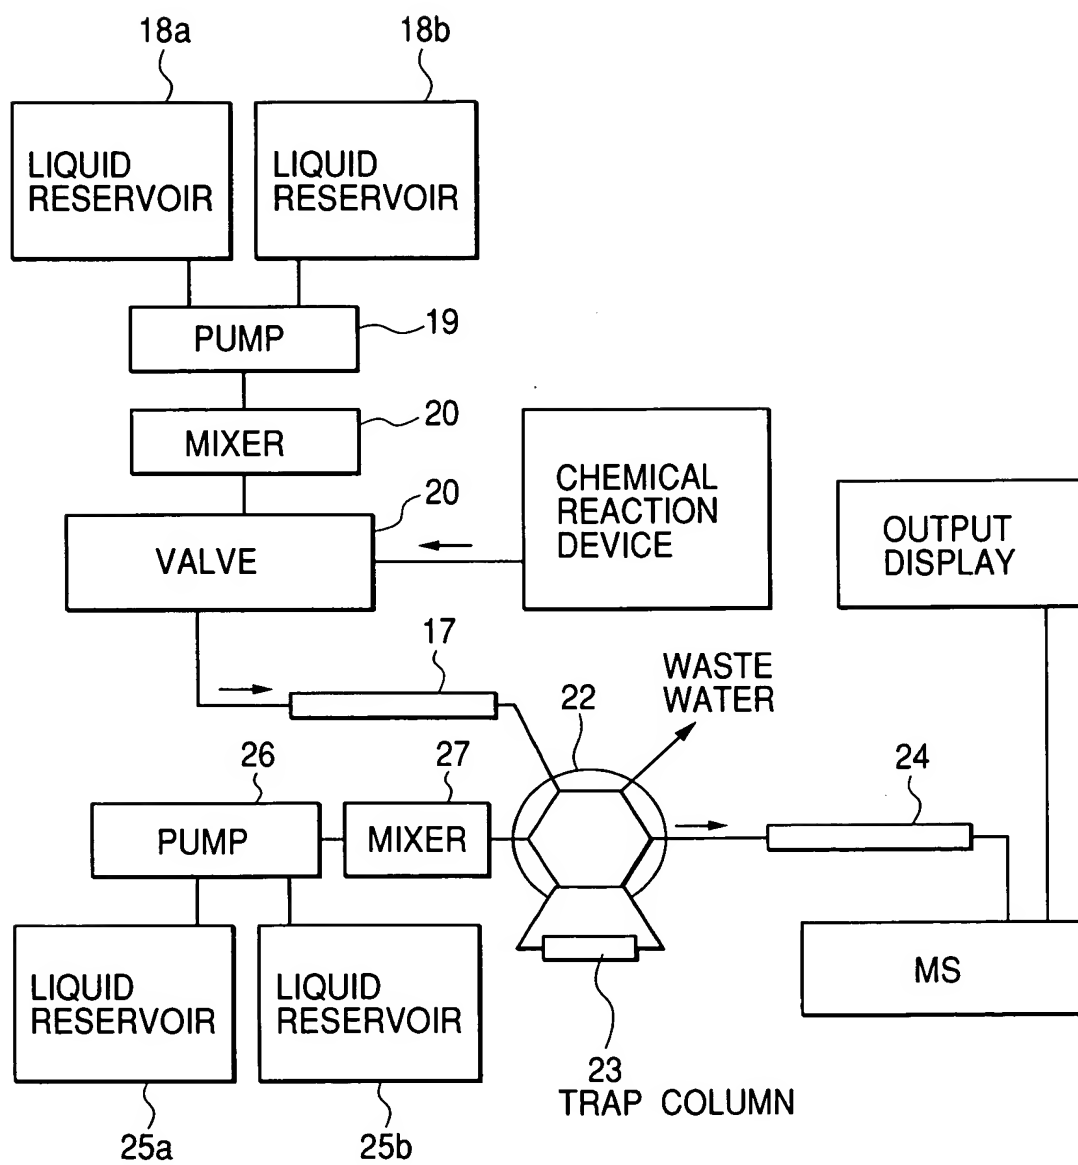 18a
18b
LIQUID
RESERVOIR
LIQUID
RESERVOIR
PUMP
19
MIXER
20
VALVE
20
CHEMICAL
REACTION
DEVICE
OUTPUT
DISPLAY
17
WASTE
WATER
22
24
26
27
PUMP
MIXER
LIQUID
RESERVOIR
LIQUID
RESERVOIR
MS
23
TRAP COLUMN
25a
25b